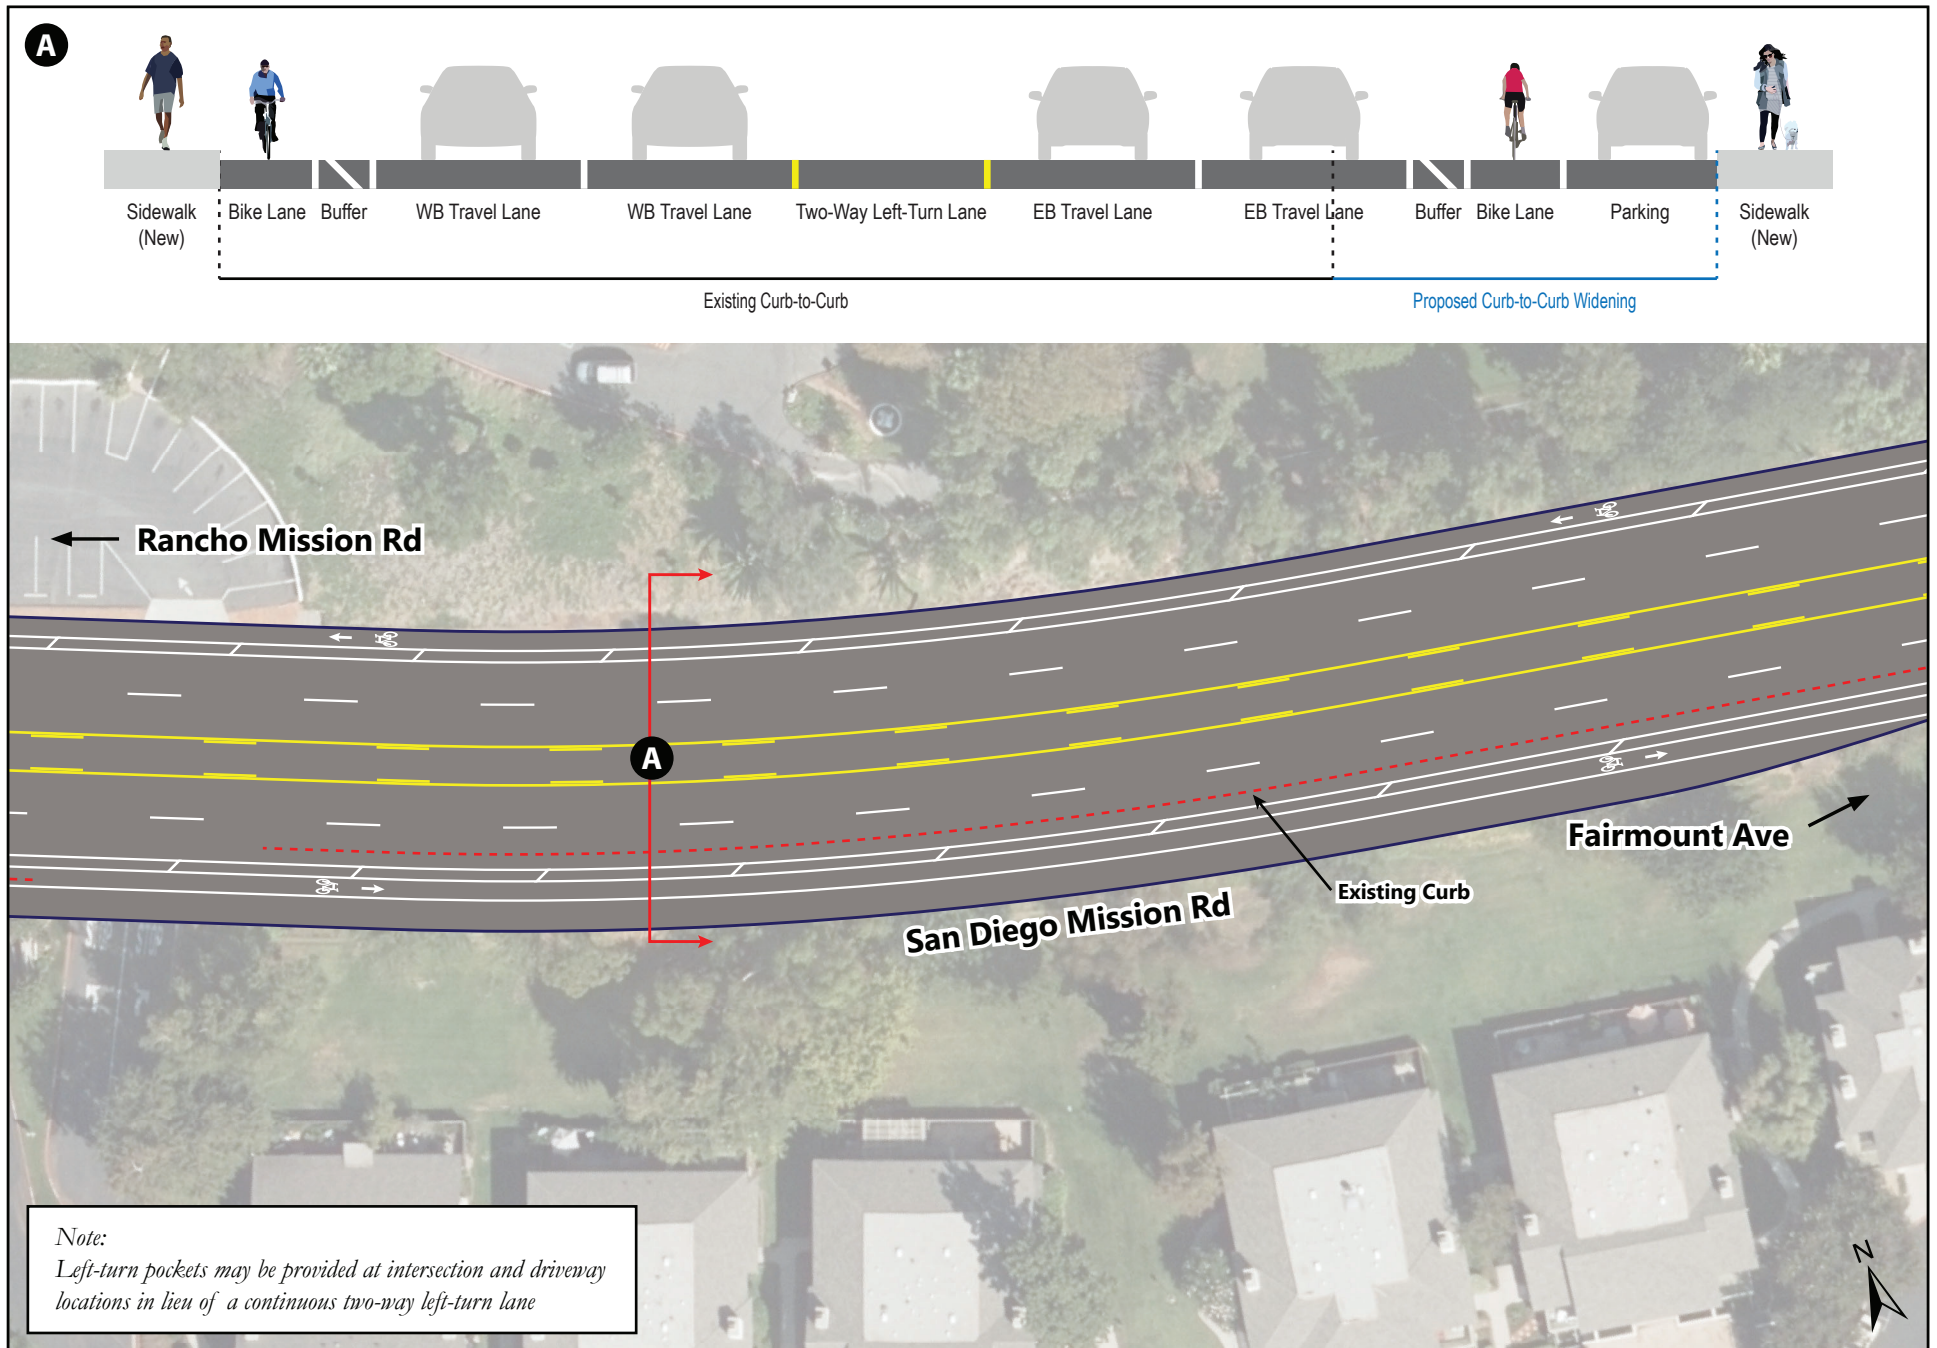 A
Sidewalk
(New)
Bike Lane
Buffer
WB Travel Lane
WB Travel Lane
Two-Way Left-Turn Lane
EB Travel Lane
EB Travel Lane
Buffer
Bike Lane
Parking
Sidewalk
(New)
Existing Curb-to-Curb
Proposed Curb-to-Curb Widening
Rancho Mission Rd
A
Fairmount Ave
Existing Curb
San Diego Mission Rd
Note:
Left-turn pockets may be provided at intersection and driveway
locations in lieu of a continuous two-way left-turn lane
N